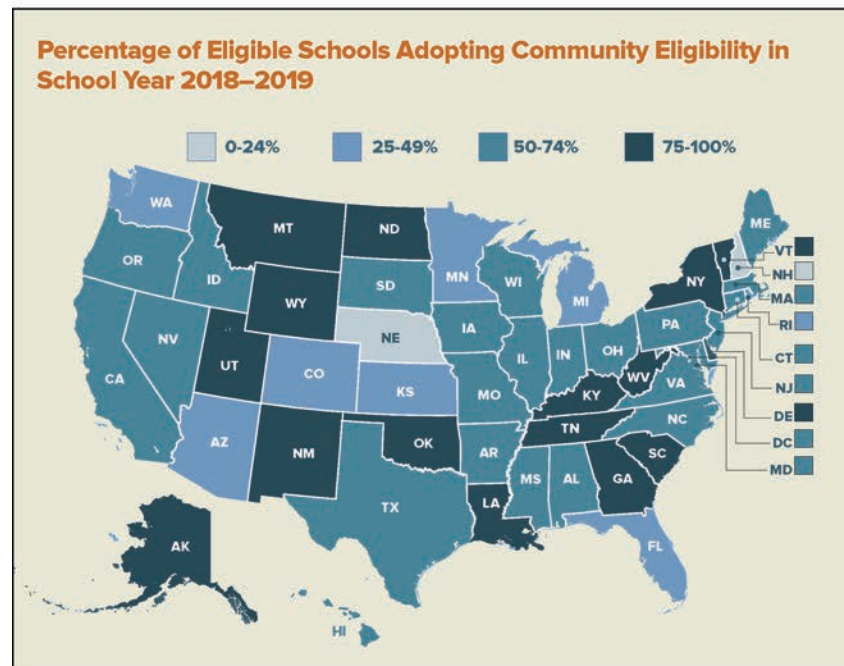 Percentage of Eligible Schools Adopting Community Eligibility in
School Year 2018–2019
0-24% 25-49% 50-74% 75-100%
WA
MT
ND
MN
ME
VT
OR
ID
SD
WI
NY
NH
WY
MI
MA
RI
NE
IA
PA
NV
UT
IL
IN
OH
CT
CA
CO
KS
MO
KY
WV
VA
NJ
DE
AZ
NM
OK
AR
TN
NC
DC
MS
AL
GA
SC
MD
TX
LA
FL
AK
HI